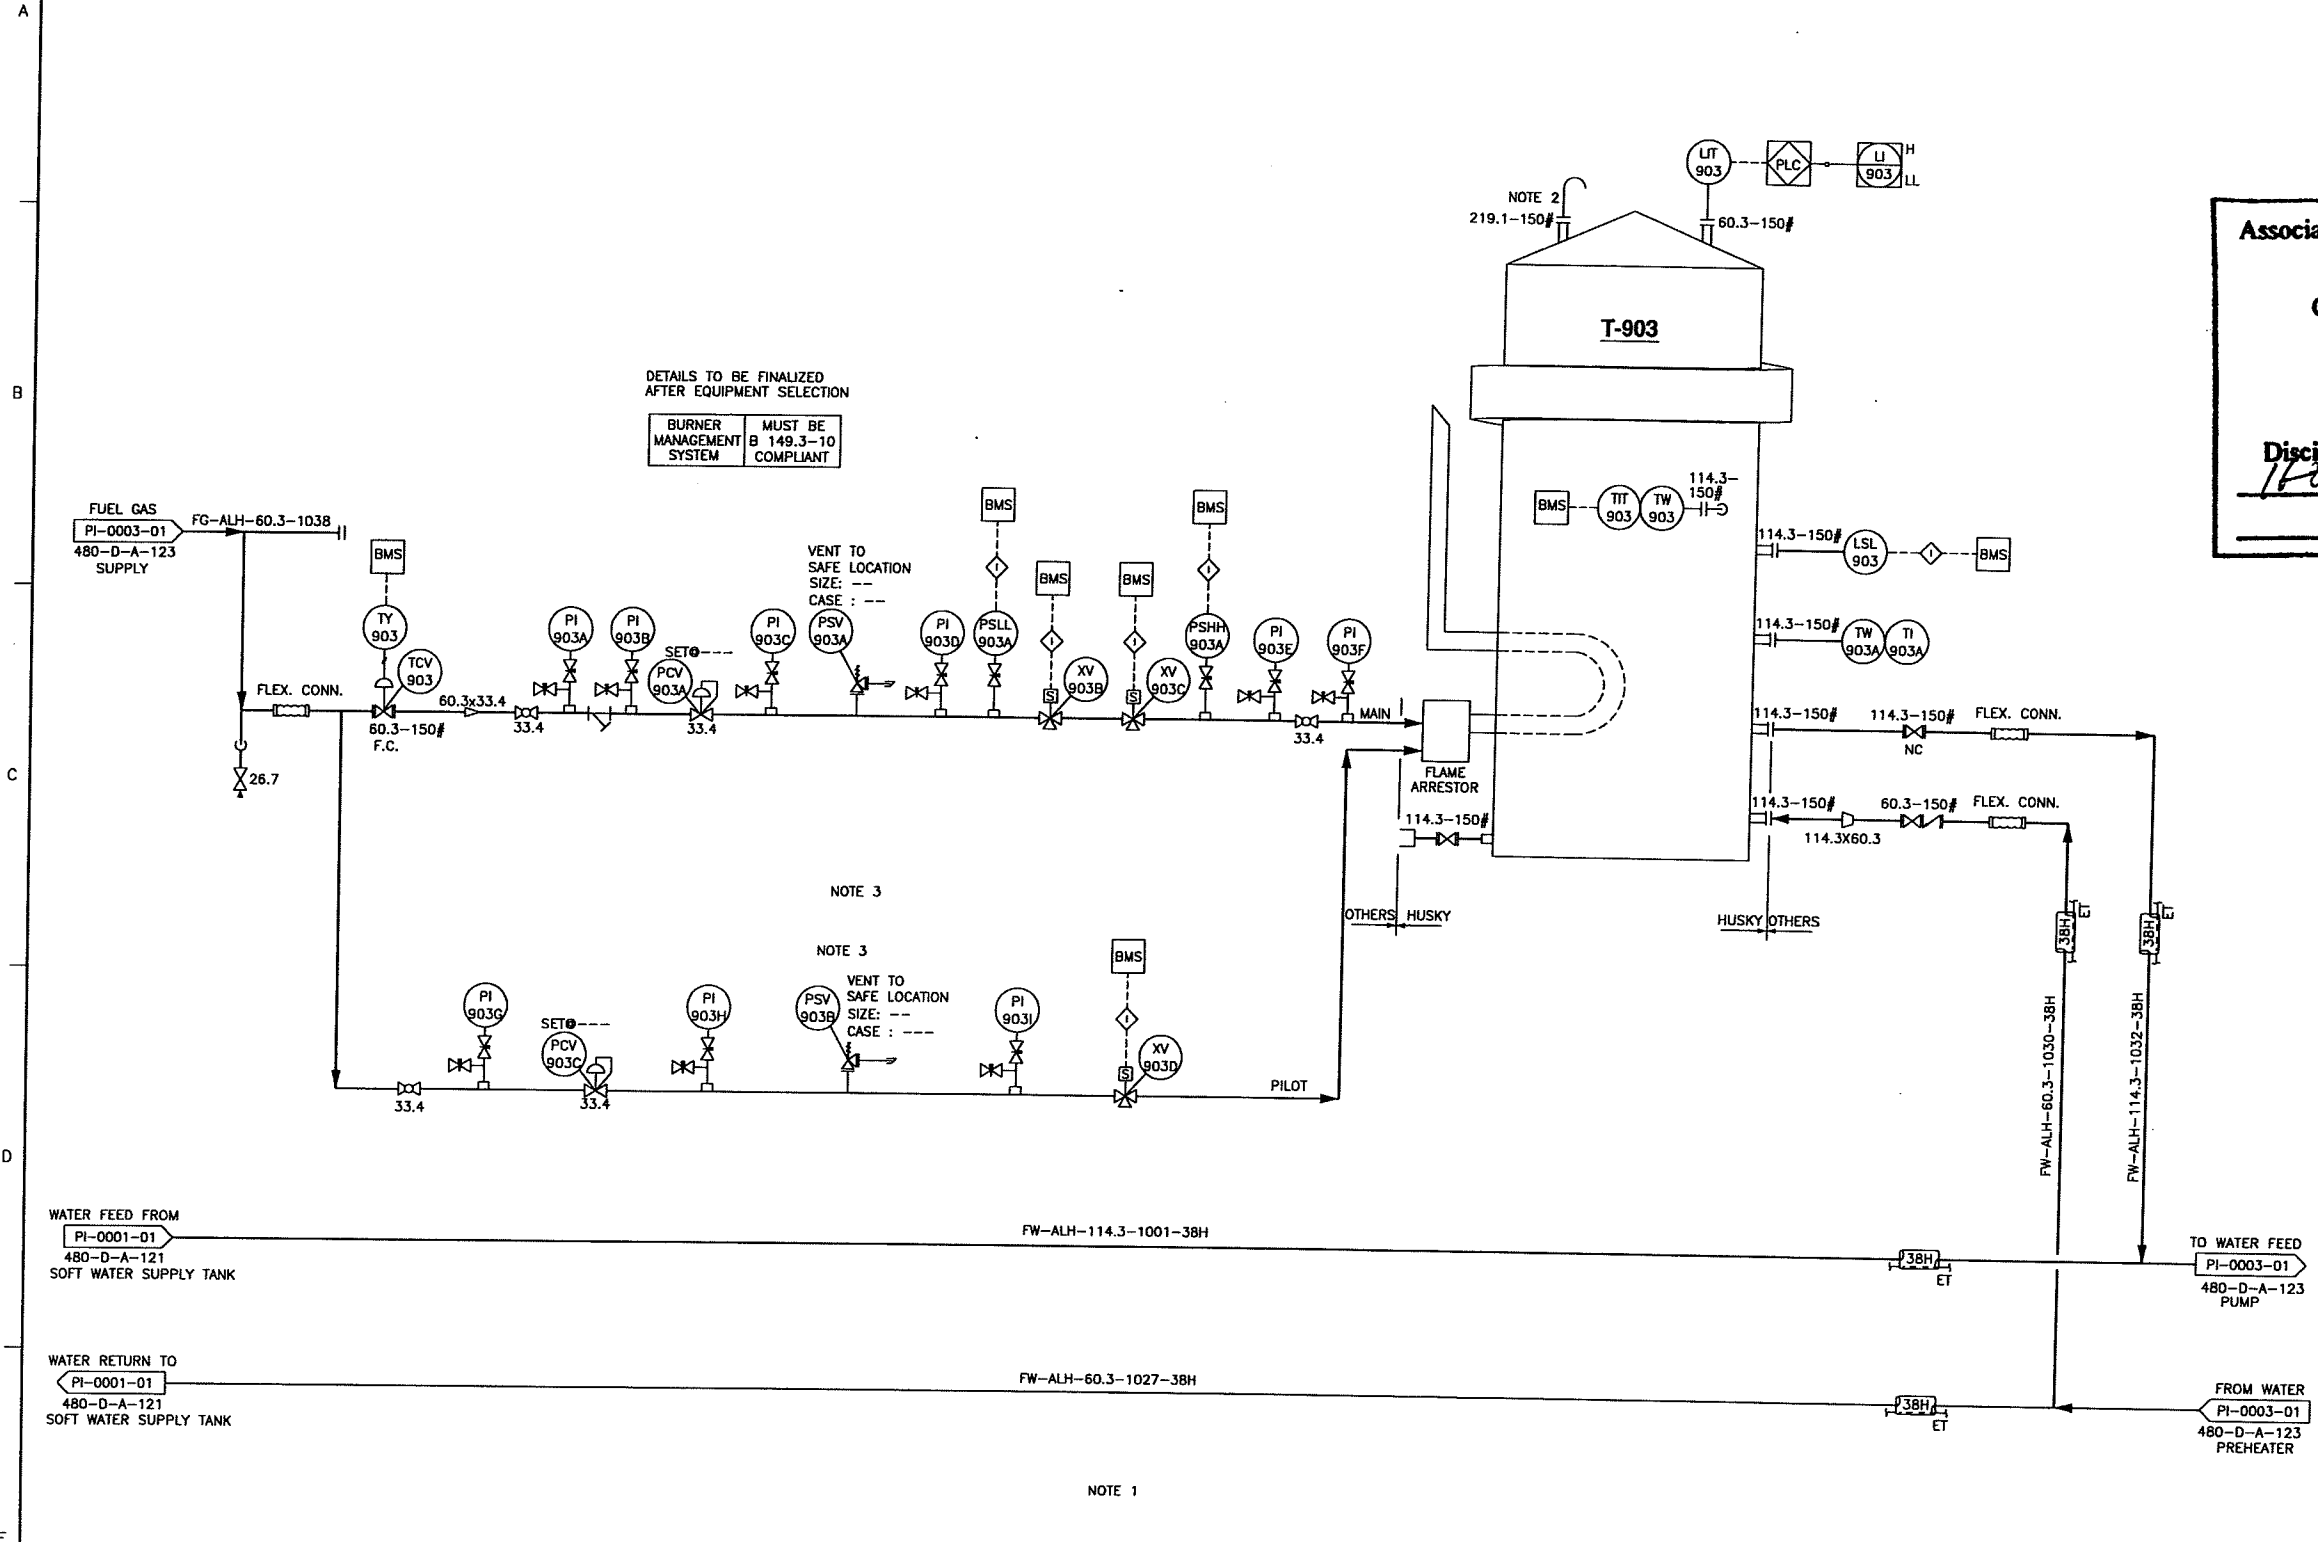 A
B
C
D
NOTE 2
219.1-150#
LIT
903
PLC
LI
903
H
LL
60.3-150#
T-903
DETAILS TO BE FINALIZED
AFTER EQUIPMENT SELECTION
BURNER
MANAGEMENT
SYSTEM
MUST BE
B 149.3-10
COMPLIANT
FUEL GAS
PI-0003-01
480-D-A-123
SUPPLY
FG-ALH-60.3-1038
BMS
TY
903
TCV
903
FLEX. CONN.
60.3-150#
F.C.
26.7
60.3x33.4
33.4
PI
903A
PI
903B
SET@---
PCV
903A
33.4
PI
903C
VENT TO
SAFE LOCATION
SIZE: --
CASE : --
PSV
903A
PI
903D
BMS
PSLL
903A
BMS
S
XV
903B
BMS
S
XV
903C
BMS
PSHH
903A
PI
903E
PI
903F
33.4
MAIN
FLAME
ARRESTOR
114.3-150#
OTHERS
HUSKY
BMS
TIT
903
TW
903
114.3-
150#
114.3-150#
LSL
903
BMS
114.3-150#
TW
903A
TI
903A
114.3-150#
114.3-150#
NC
FLEX. CONN.
114.3-150#
114.3X60.3
60.3-150#
FLEX. CONN.
HUSKY
OTHERS
38H
ET
38H
ET
FW-ALH-60.3-1030-38H
FW-ALH-114.3-1032-38H
NOTE 3
NOTE 3
PI
903G
SET@---
PCV
903C
33.4
33.4
PI
903H
VENT TO
SAFE LOCATION
SIZE: --
CASE : ---
PSV
903B
PI
903I
BMS
S
XV
903D
PILOT
WATER FEED FROM
PI-0001-01
480-D-A-121
SOFT WATER SUPPLY TANK
FW-ALH-114.3-1001-38H
38H
ET
TO WATER FEED
PI-0003-01
480-D-A-123
PUMP
WATER RETURN TO
PI-0001-01
480-D-A-121
SOFT WATER SUPPLY TANK
FW-ALH-60.3-1027-38H
38H
ET
FROM WATER
PI-0003-01
480-D-A-123
PREHEATER
NOTE 1